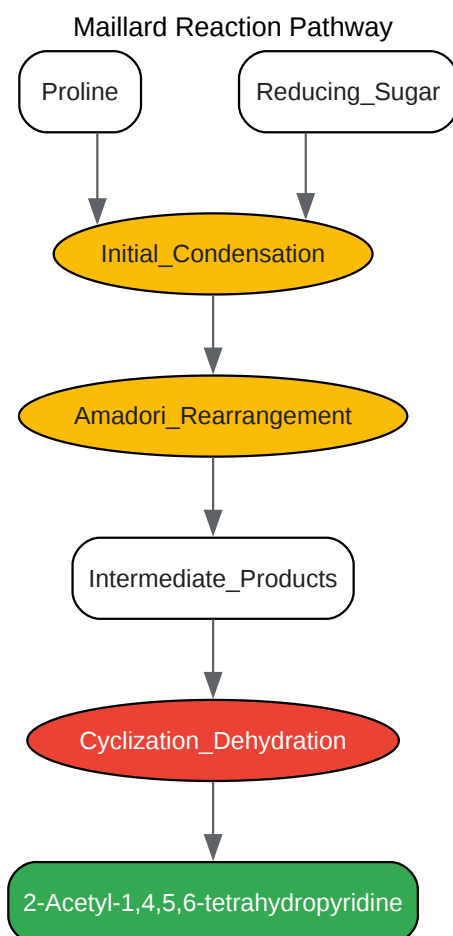 Maillard Reaction Pathway
Proline
Reducing_Sugar
Initial_Condensation
Amadori_Rearrangement
Intermediate_Products
Cyclization_Dehydration
2-Acetyl-1,4,5,6-tetrahydropyridine